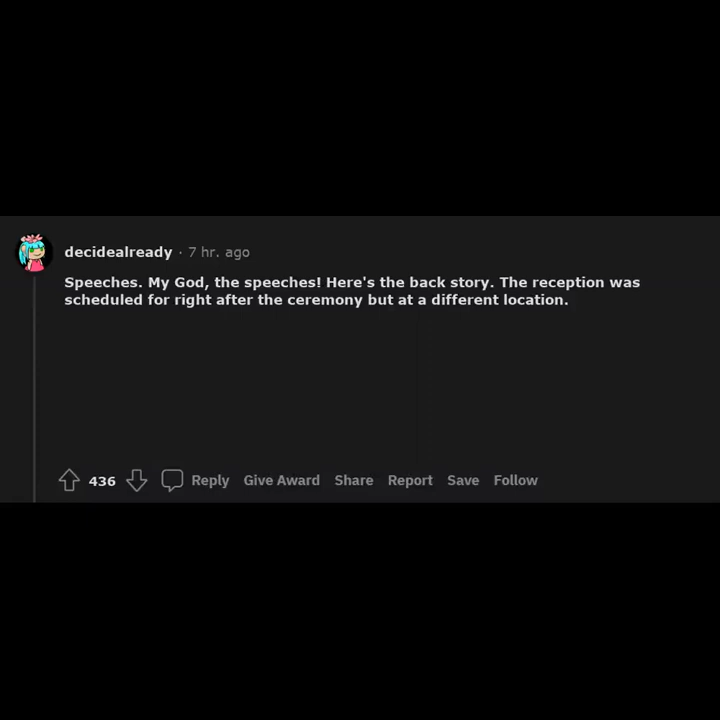 decidealready · 7 hr. ago
Speeches. My God, the speeches! Here's the back story. The reception was
scheduled for right after the ceremony but at a different location.
436 Reply Give Award Share Report Save Follow